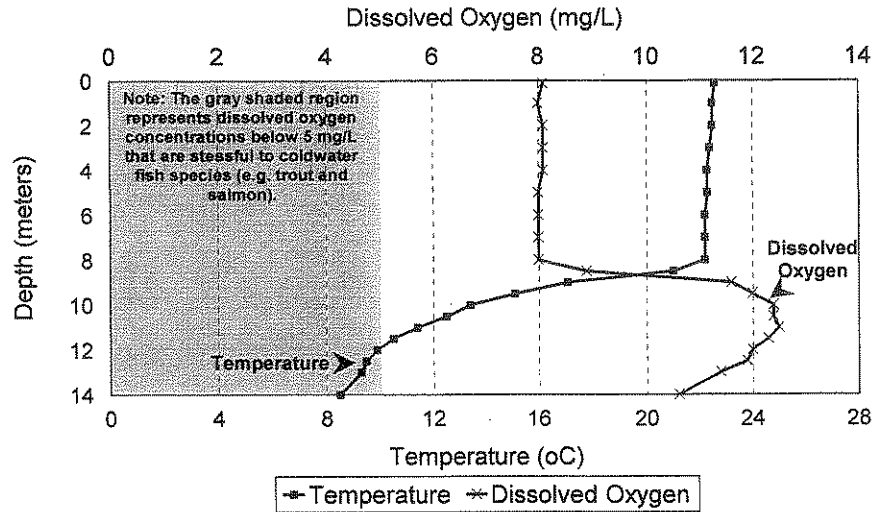 Dissolved Oxygen (mg/L)
0 2 4 6 8 10 12 14
Note: The gray shaded region
represents dissolved oxygen
concentrations below 5 mg/L
that are stessful to coldwater
fish species (e.g. trout and
salmon).
Depth (meters)
0
2
4
6
8
10
12
14
Dissolved
Oxygen
Temperature
0 4 8 12 16 20 24 28
Temperature (oC)
Temperature Dissolved Oxygen